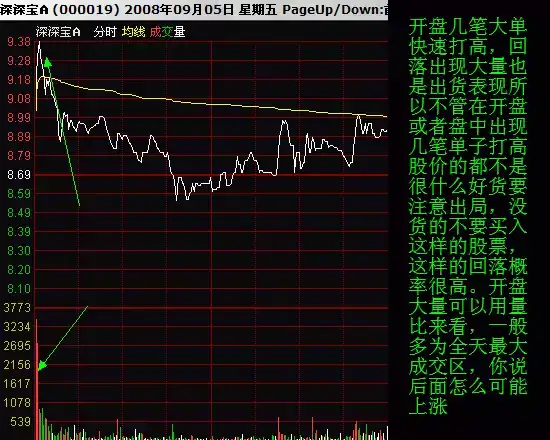 深深宝A (000019) 2008年09月05日 星期五 PageUp/Down:
深深宝A 分时 均线 成交量
9.38
9.28
9.18
9.08
8.99
8.89
8.79
8.69
8.59
8.49
8.39
8.30
8.20
8.10
3773
3234
2695
2156
1617
1078
539
开盘几笔大单
快速打高，回
落出现大量也
是出货表现所
以不管在开盘
或者盘中出现
几笔单子打高
股价的都不是
很什么好货要
注意出局，没
货的不要买入
这样的股票，
这样的回落概
率很高。开盘
大量可以用量
比来看，一般
多为全天最大
成交区，你说
后面怎么可能
上涨